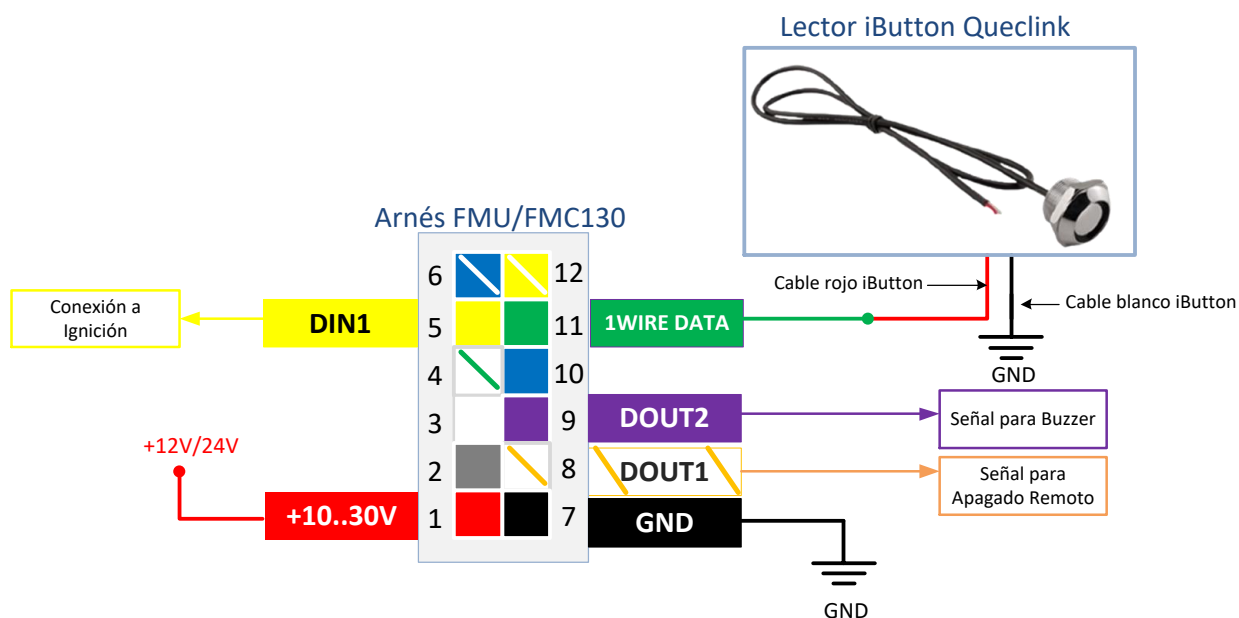 Lector iButton Queclink
Arnés FMU/FMC130
Cable rojo iButton
Cable blanco iButton
GND
6
12
Conexión a
Ignición
DIN1
5
11
1WIRE DATA
4
10
3
9
DOUT2
Señal para Buzzer
+12V/24V
2
8
DOUT1
Señal para
Apagado Remoto
+10..30V
1
7
GND
GND